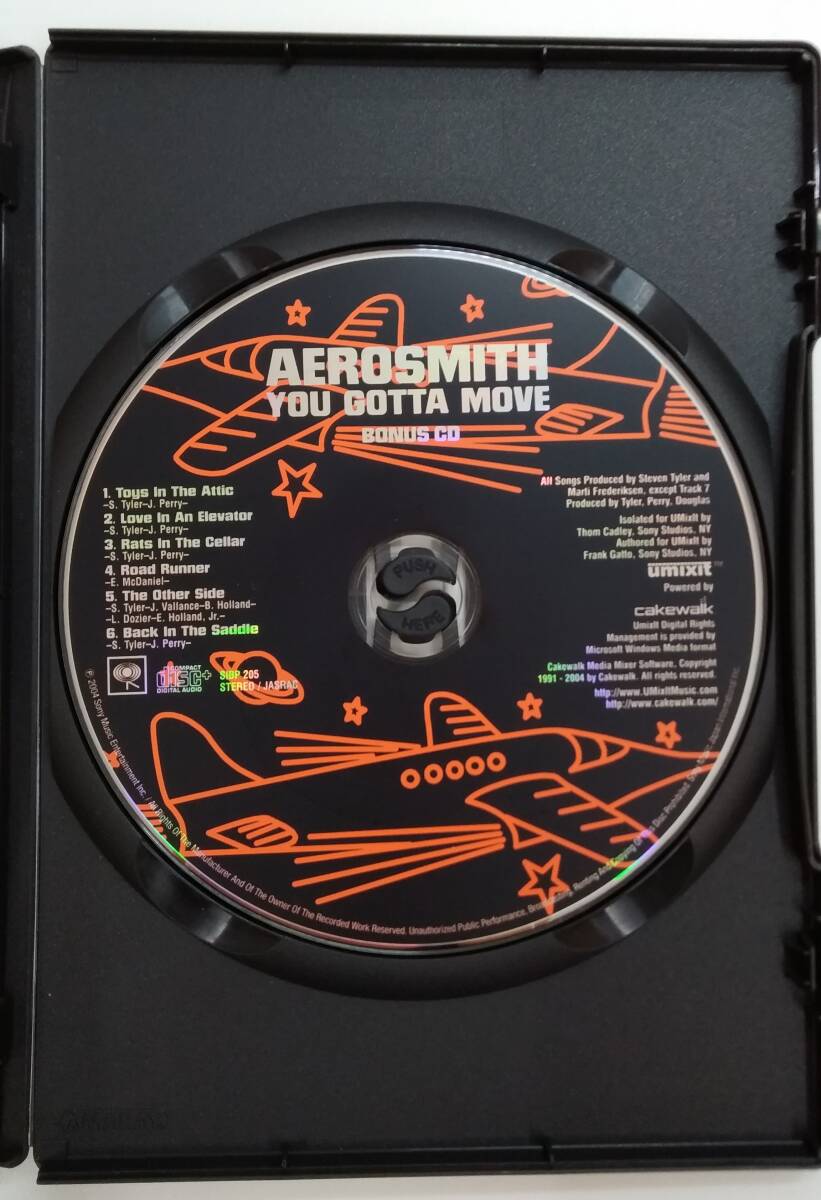 AEROSMITH
YOU GOTTA MOVE
BONUS CD
1. Toys In The Attic
–S. Tyler–J. Perry–
2. Love In An Elevator
–S. Tyler–J. Perry–
3. Rats In The Cellar
–S. Tyler–J. Perry–
4. Road Runner
–E. McDaniel–
5. The Other Side
–S. Tyler–J. Vallance–B. Holland–
–L. Dozier–E. Holland, Jr.–
6. Back In The Saddle
–S. Tyler–J. Perry–
COMPACT
disc+
DIGITAL AUDIO
SIBP 205
STEREO / JASRAC
All Songs Produced by Steven Tyler and
Marti Frederiksen, except Track 7
Produced by Tyler, Perry, Douglas
Isolated for UMixIt by
Thom Cadley, Sony Studios, NY
Authored for UMixIt by
Frank Gatto, Sony Studios, NY
umixit™
Powered by
cakewalk
UmixIt Digital Rights
Management is provided by
Microsoft Windows Media format
Cakewalk Media Mixer Software, Copyright
1991 - 2004 by Cakewalk. All rights reserved.
http://www.UMixItMusic.com
http://www.cakewalk.com/
PUSH
HERE
℗ 2004 Sony Music Entertainment Inc. / All Rights Of The Manufacturer And Of The Owner Of The Recorded Work Reserved. Unauthorized Public Performance, Broadcasting, Renting And Copying Of This Disc Prohibited. Sony Music Japan International Inc.